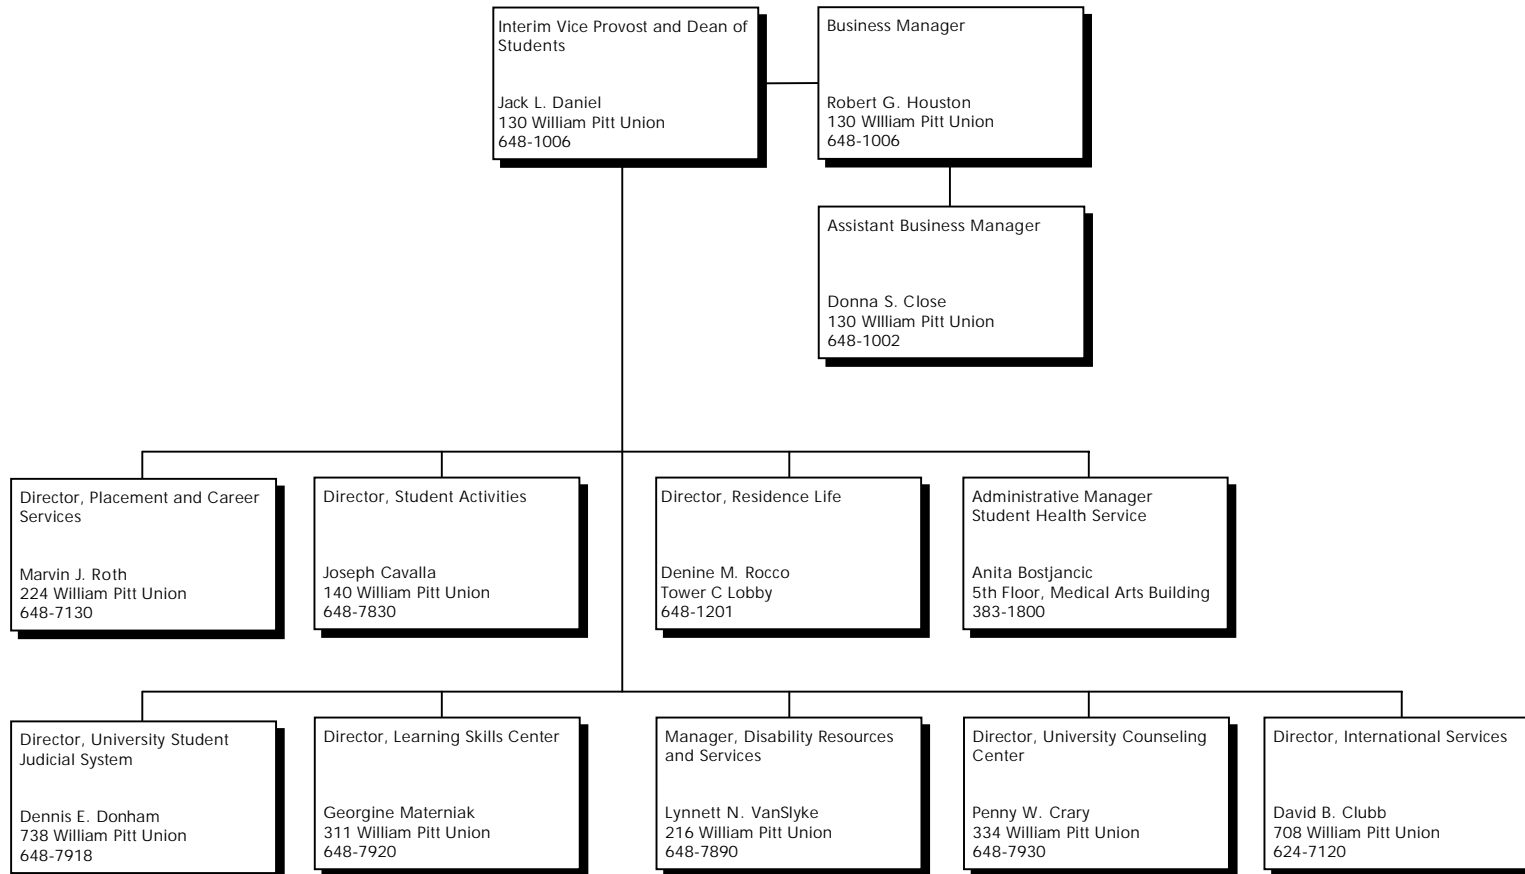 Interim Vice Provost and Dean of
Students
Jack L. Daniel
130 William Pitt Union
648-1006
Business Manager
Robert G. Houston
130 WIlliam Pitt Union
648-1006
Assistant Business Manager
Donna S. Close
130 WIlliam Pitt Union
648-1002
Director, Placement and Career
Services
Marvin J. Roth
224 William Pitt Union
648-7130
Director, Student Activities
Joseph Cavalla
140 William Pitt Union
648-7830
Director, Residence Life
Denine M. Rocco
Tower C Lobby
648-1201
Administrative Manager
Student Health Service
Anita Bostjancic
5th Floor, Medical Arts Building
383-1800
Director, University Student
Judicial System
Dennis E. Donham
738 William Pitt Union
648-7918
Director, Learning Skills Center
Georgine Materniak
311 William Pitt Union
648-7920
Manager, Disability Resources
and Services
Lynnett N. VanSlyke
216 William Pitt Union
648-7890
Director, University Counseling
Center
Penny W. Crary
334 William Pitt Union
648-7930
Director, International Services
David B. Clubb
708 William Pitt Union
624-7120